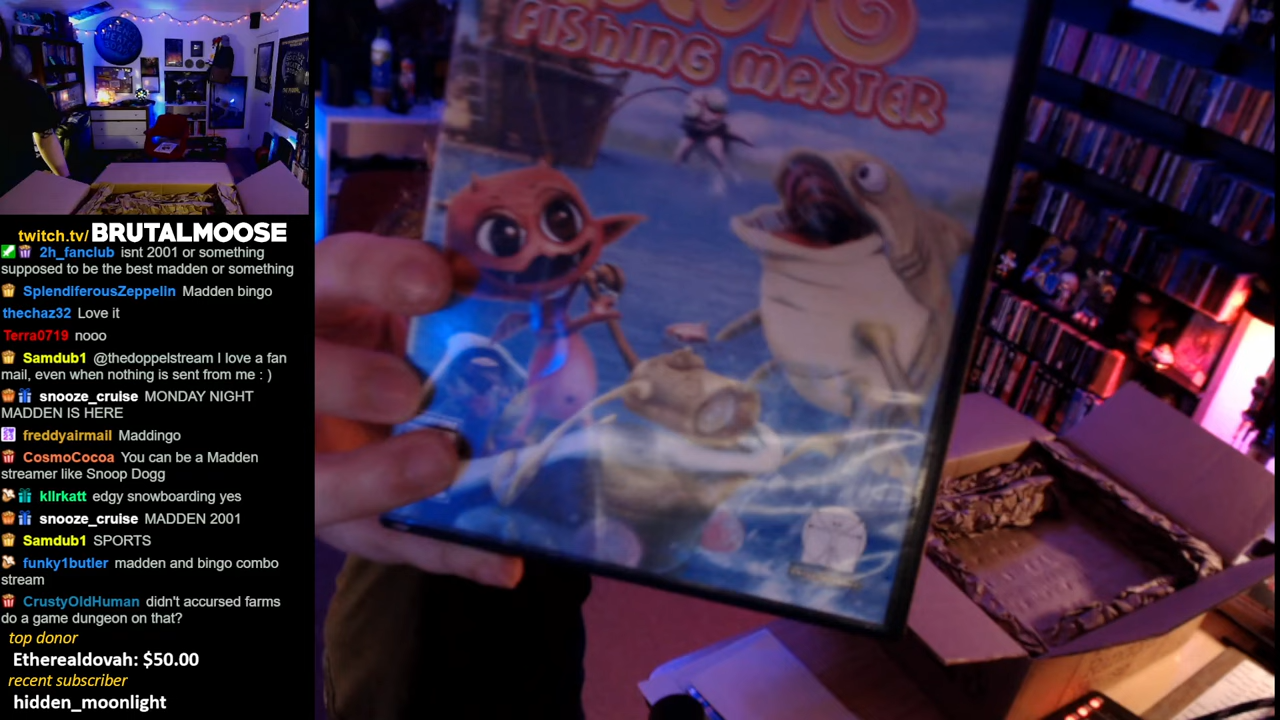 FISHING MASTER
twitch.tv/BRUTALMOOSE
2h_fanclub isnt 2001 or something
supposed to be the best madden or something
SplendiferousZeppelin Madden bingo
thechaz32 Love it
Terra0719 nooo
Samdub1 @thedoppelstream I love a fan
mail, even when nothing is sent from me : )
snooze_cruise MONDAY NIGHT
MADDEN IS HERE
freddyairmail Maddingo
CosmoCocoa You can be a Madden
streamer like Snoop Dogg
kllrkatt edgy snowboarding yes
snooze_cruise MADDEN 2001
Samdub1 SPORTS
funky1butler madden and bingo combo
stream
CrustyOldHuman didn't accursed farms
do a game dungeon on that?
top donor
Etherealdovah: $50.00
recent subscriber
hidden_moonlight